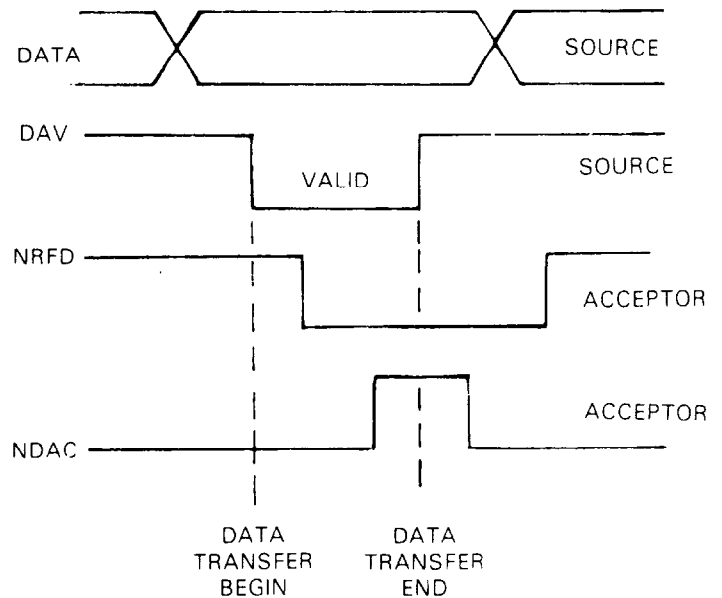 DATA
SOURCE
DAV
VALID
SOURCE
NRFD
ACCEPTOR
ACCEPTOR
NDAC
DATA
TRANSFER
BEGIN
DATA
TRANSFER
END